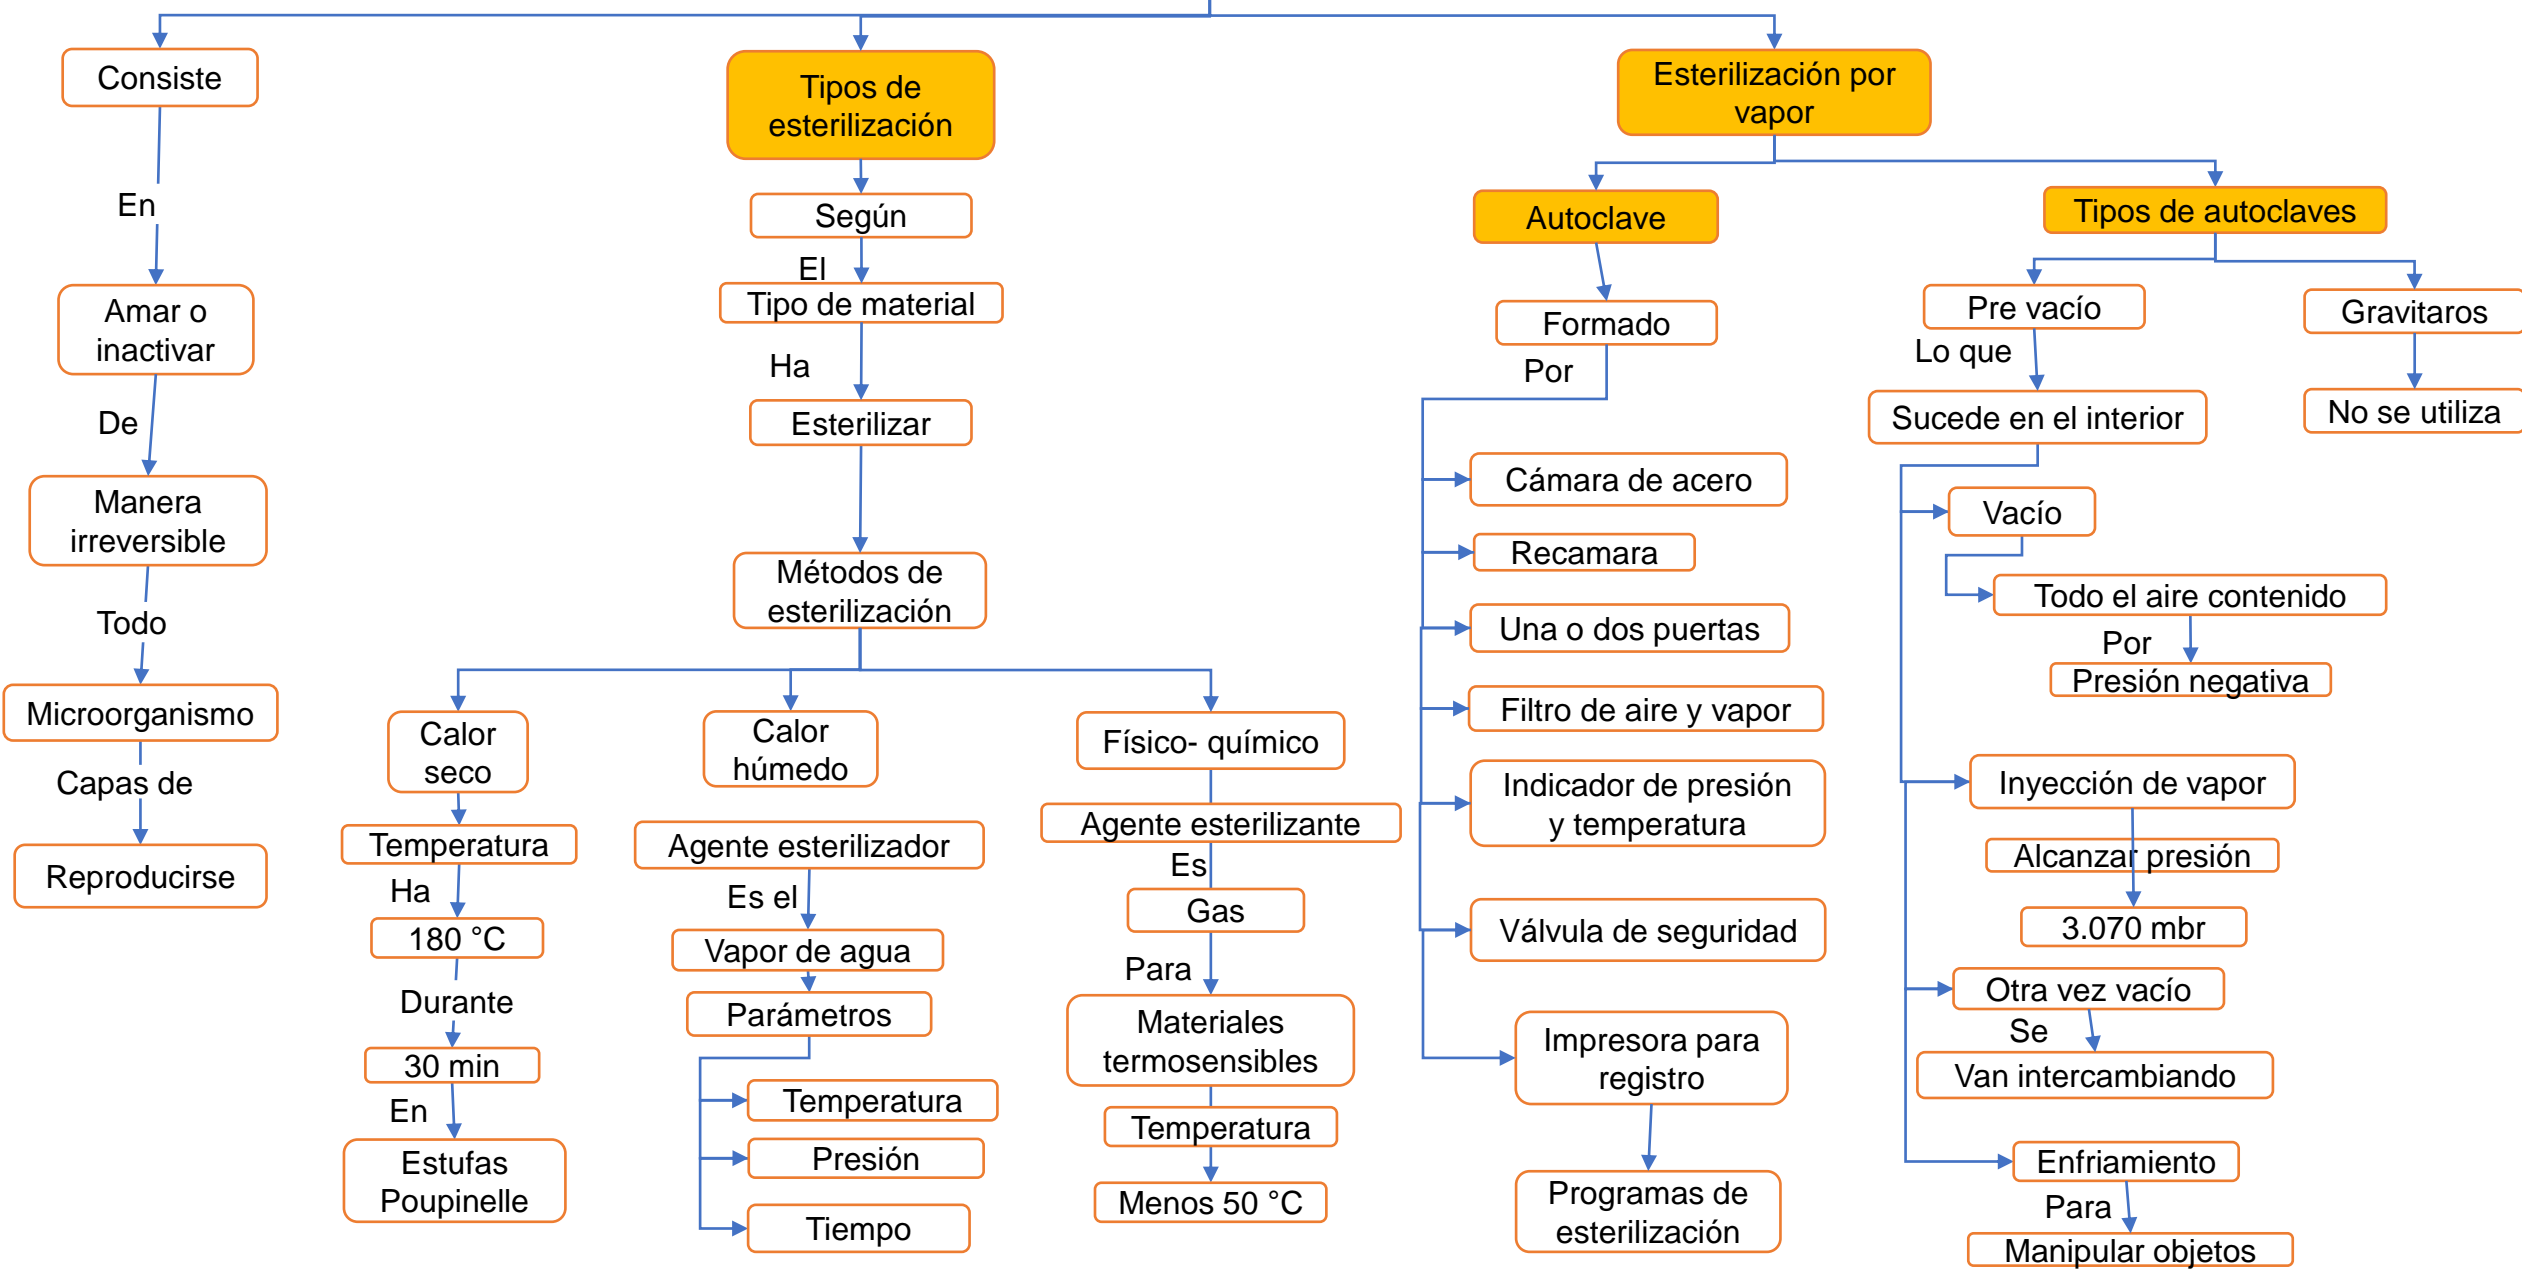 Consiste
En
Amar o
inactivar
De
Manera
irreversible
Todo
Microorganismo
Capas de
Reproducirse
Tipos de
esterilización
Según
El
Tipo de material
Ha
Esterilizar
Métodos de
esterilización
Calor
seco
Temperatura
Ha
180 °C
Durante
30 min
En
Estufas
Poupinelle
Calor
húmedo
Agente esterilizador
Es el
Vapor de agua
Parámetros
Temperatura
Presión
Tiempo
Físico- químico
Agente esterilizante
Es
Gas
Para
Materiales
termosensibles
Temperatura
Menos 50 °C
Esterilización por
vapor
Autoclave
Formado
Por
Cámara de acero
Recamara
Una o dos puertas
Filtro de aire y vapor
Indicador de presión
y temperatura
Válvula de seguridad
Impresora para
registro
Programas de
esterilización
Tipos de autoclaves
Pre vacío
Lo que
Sucede en el interior
Vacío
Todo el aire contenido
Por
Presión negativa
Inyección de vapor
Alcanzar presión
3.070 mbr
Otra vez vacío
Se
Van intercambiando
Enfriamiento
Para
Manipular objetos
Gravitaros
No se utiliza